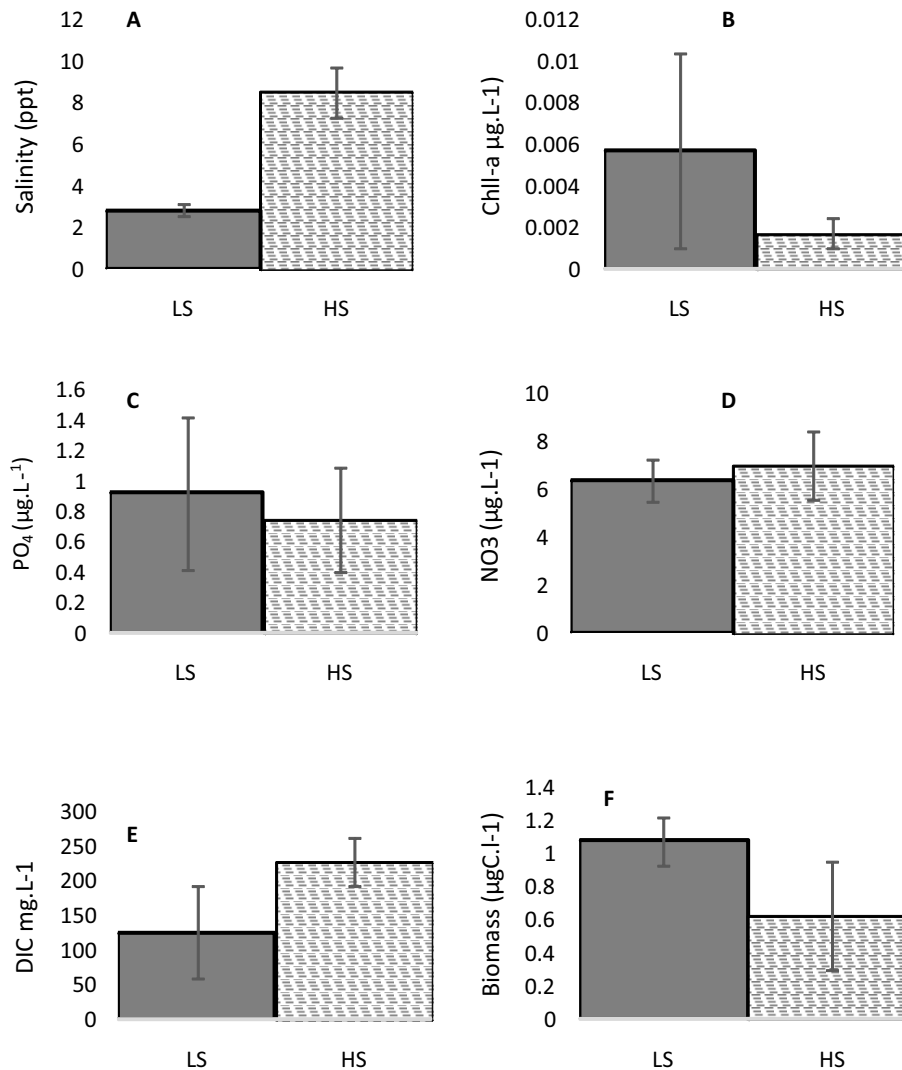 A
Salinity (ppt)
12
10
8
6
4
2
0
LS
HS
B
Chll-a µg.L-1)
0.012
0.01
0.008
0.006
0.004
0.002
0
LS
HS
C
PO₄ (µg.L-¹)
1.6
1.4
1.2
1
0.8
0.6
0.4
0.2
0
LS
HS
D
NO3 (µg.L-1)
10
8
6
4
2
0
LS
HS
E
DIC mg.L-1
300
250
200
150
100
50
0
LS
HS
F
Biomass (µgC.l-1)
1.4
1.2
1
0.8
0.6
0.4
0.2
0
LS
HS